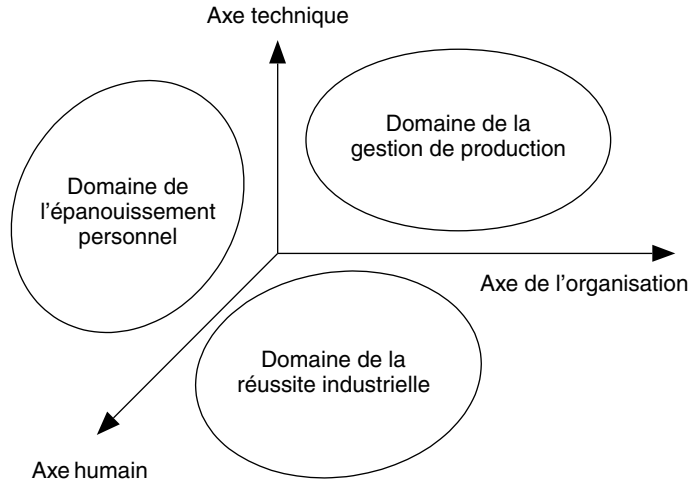 Axe technique
Domaine de la
gestion de production
Domaine de
l'épanouissement
personnel
Axe de l'organisation
Domaine de la
réussite industrielle
Axe humain